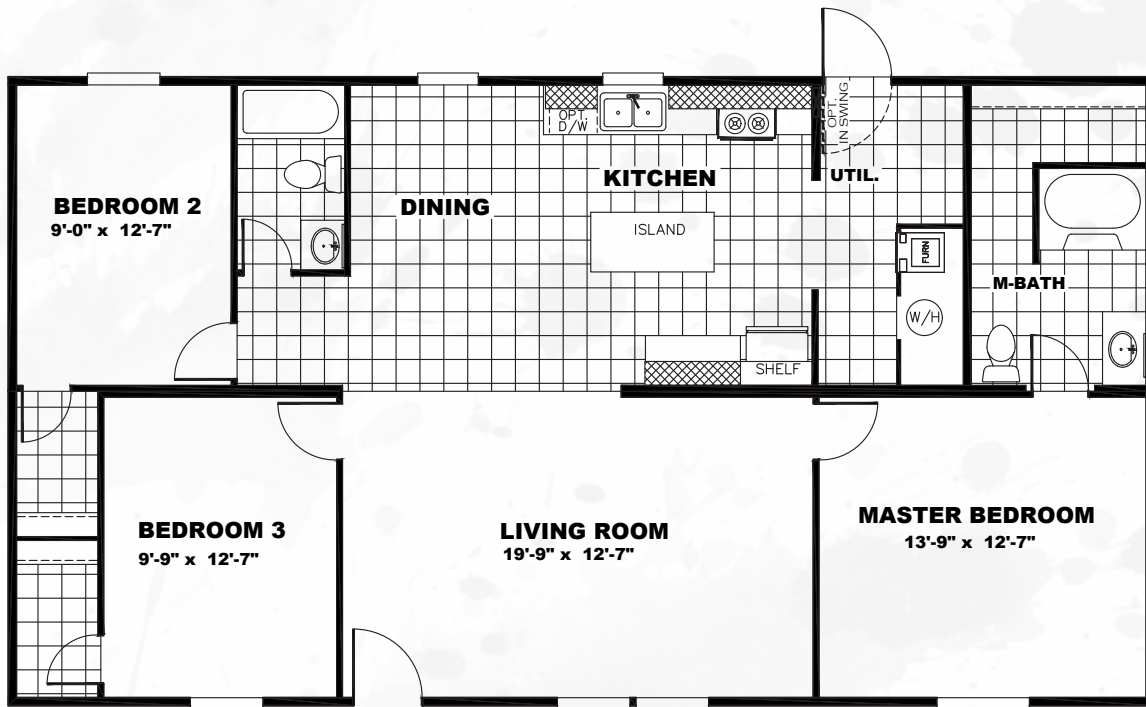 OPT.
D/W
OPT.
IN SWING
BEDROOM 2
9'-0" x 12'-7"
DINING
KITCHEN
UTIL.
ISLAND
FURN
M-BATH
W/H
SHELF
BEDROOM 3
9'-9" x 12'-7"
LIVING ROOM
19'-9" x 12'-7"
MASTER BEDROOM
13'-9" x 12'-7"